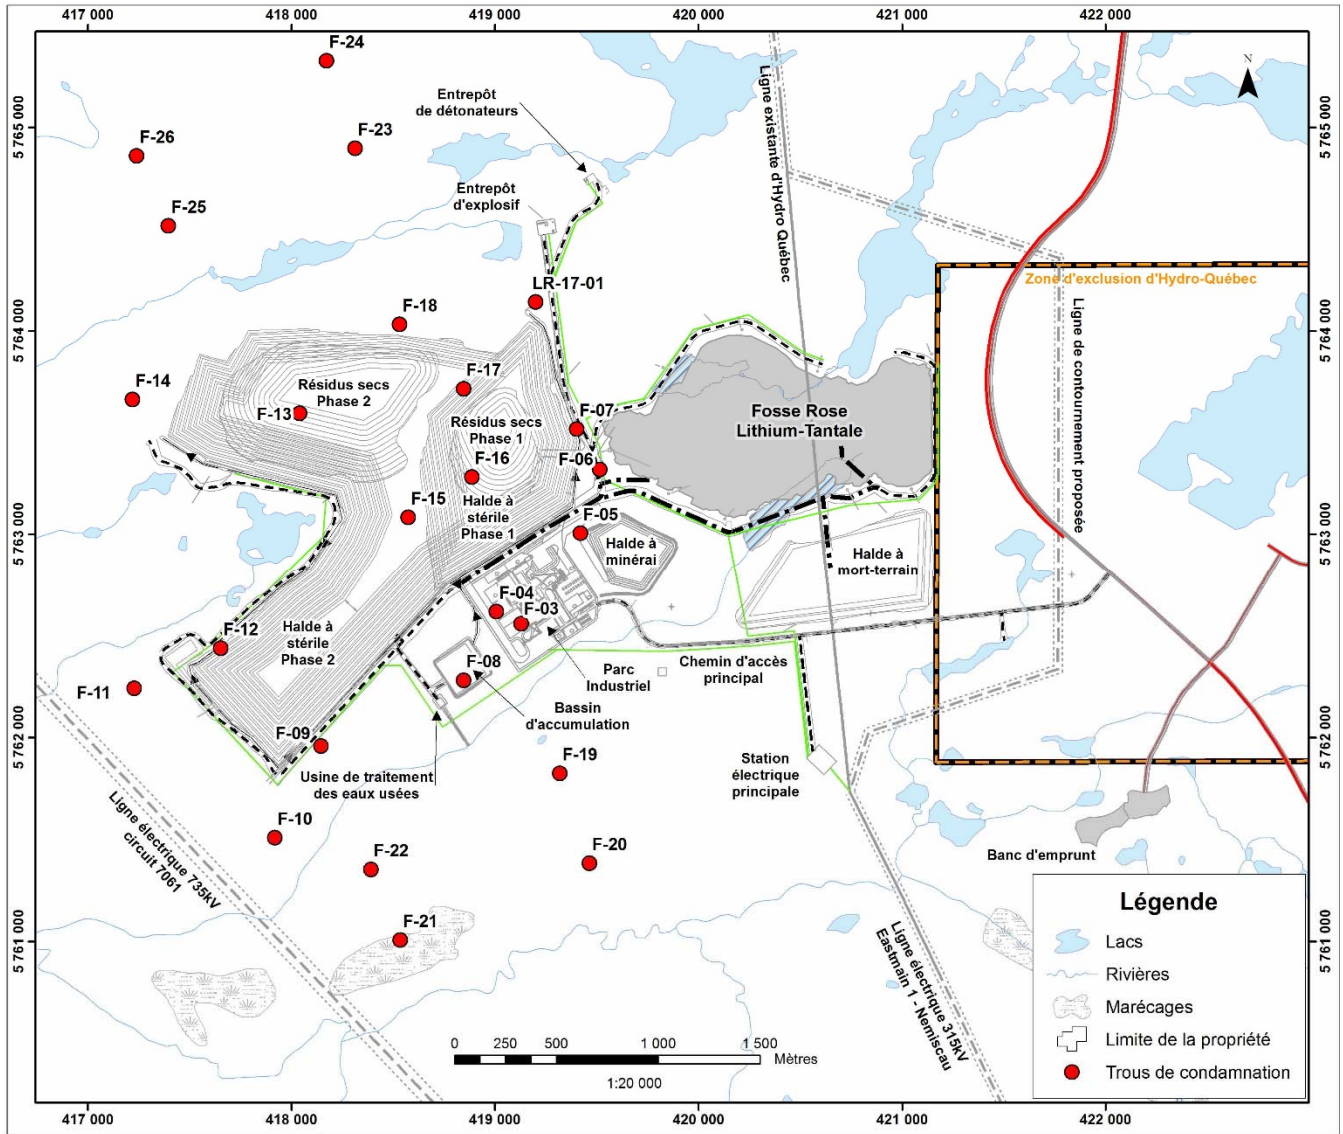 417 000
418 000
419 000
420 000
421 000
422 000
F-24
N
Entrepôt
de détonateurs
5 765 000
5 765 000
F-26
F-23
Ligne existante d'Hydro Québec
Entrepôt
d'explosif
F-25
Zone d'exclusion d'Hydro-Québec
LR-17-01
F-18
5 764 000
5 764 000
Ligne de contournement proposée
F-14
F-17
Résidus secs
Phase 2
F-13
F-07
Fosse Rose
Lithium-Tantale
Résidus secs
Phase 1
F-16
F-06
F-15
Halde à
stérile
Phase 1
F-05
5 763 000
5 763 000
Halde à
minérai
Halde à
mort-terrain
F-04
F-03
F-12
Halde à
stérile
Phase 2
F-08
Parc
Industriel
Chemin d'accès
principal
F-11
Bassin
d'accumulation
F-09
5 762 000
5 762 000
F-19
Station
électrique
principale
Usine de traitement
des eaux usées
Ligne électrique 735kV
circuit 7061
F-10
F-22
F-20
Banc d'emprunt
F-21
5 761 000
5 761 000
Ligne électrique 315kV
Eastmain 1 - Nemiscau
Légende
Lacs
Rivières
Marécages
Limite de la propriété
Trous de condamnation
0
250
500
1 000
1 500
Mètres
1:20 000
417 000
418 000
419 000
420 000
421 000
422 000